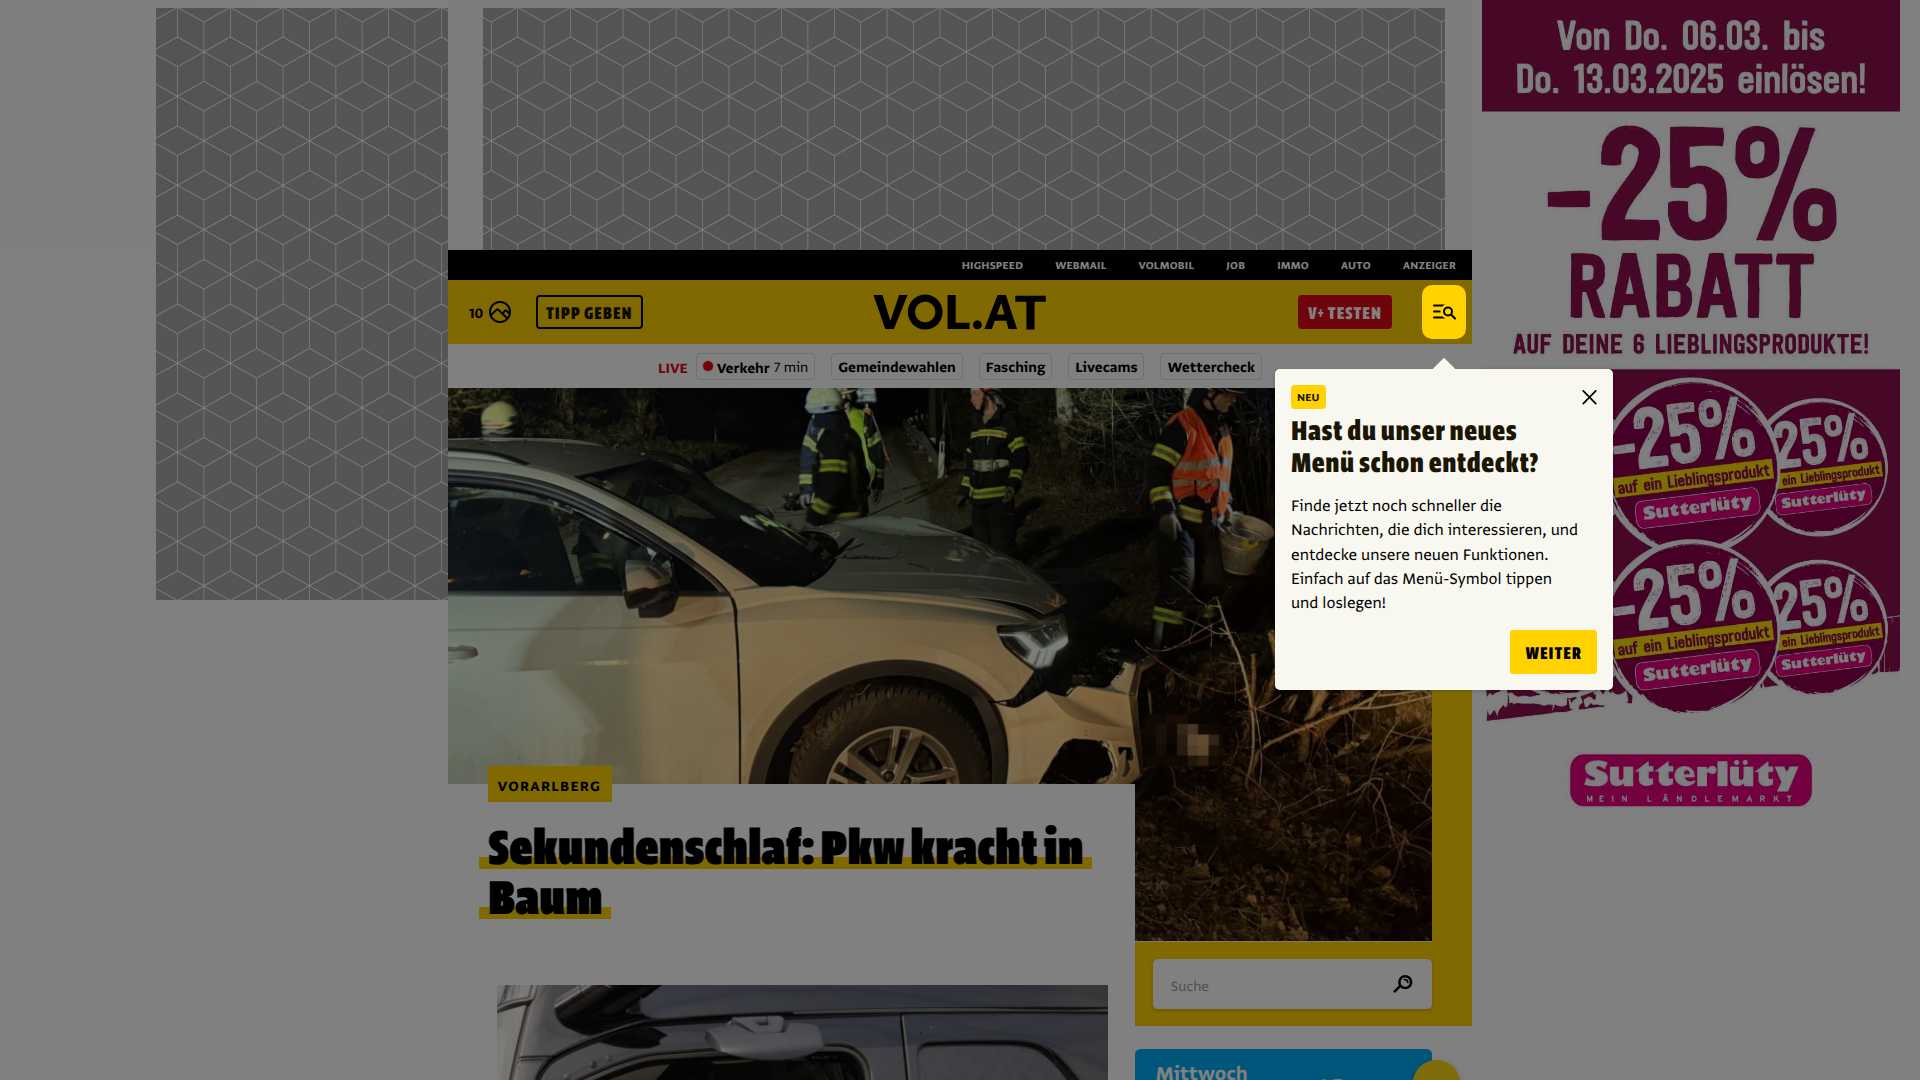 Von Do. 06.03. bis
Do. 13.03.2025 einlösen!
-25%
RABATT
AUF DEINE 6 LIEBLINGSPRODUKTE!
HIGHSPEED WEBMAIL VOLMOBIL JOB IMMO AUTO ANZEIGER
10 TIPP GEBEN VOL.AT V+ TESTEN
LIVE Verkehr 7 min Gemeindewahlen Fasching Livecams Wettercheck
NEU
Hast du unser neues
Menü schon entdeckt?
Finde jetzt noch schneller die
Nachrichten, die dich interessieren, und
entdecke unsere neuen Funktionen.
Einfach auf das Menü-Symbol tippen
und loslegen!
WEITER
-25%
auf ein Lieblingsprodukt
Sutterlüty
25%
ein Lieblingsprodukt
Sutterlüty
-25%
auf ein Lieblingsprodukt
Sutterlüty
25%
ein Lieblingsprodukt
Sutterlüty
Sutterlüty
MEIN LÄNDLEMARKT
VORARLBERG
Sekundenschlaf: Pkw kracht in
Baum
Suche
Mittwoch